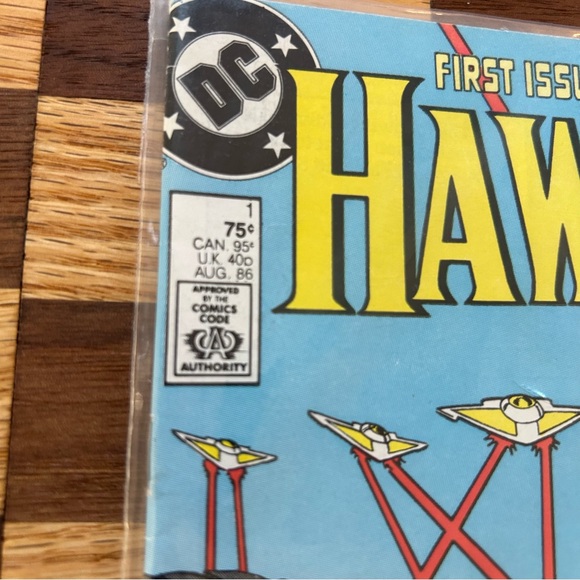 DC
FIRST ISSU
HAW
1
75¢
CAN. 95¢
U.K. 40p
AUG. 86
APPROVED
BY THE
COMICS
CODE
CA
AUTHORITY